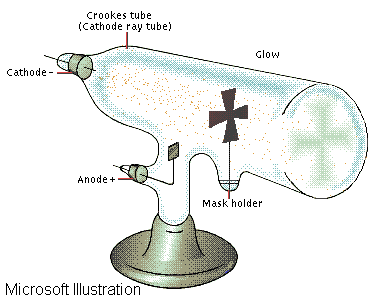 Crookes tube
(Cathode ray tube)
Glow
Cathode -
Anode +
Mask holder
Microsoft Illustration